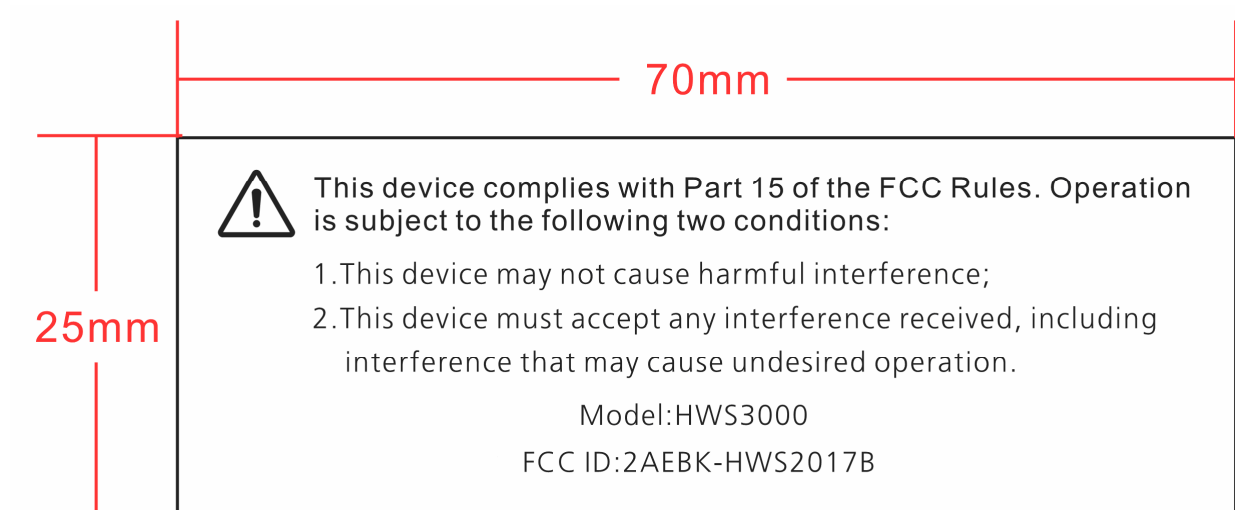 70mm
This device complies with Part 15 of the FCC Rules. Operation
is subject to the following two conditions:
1.This device may not cause harmful interference;
25mm
2.This device must accept any interference received, including
interference that may cause undesired operation.
Model:HWS3000
FCC ID:2AEBK-HWS2017B